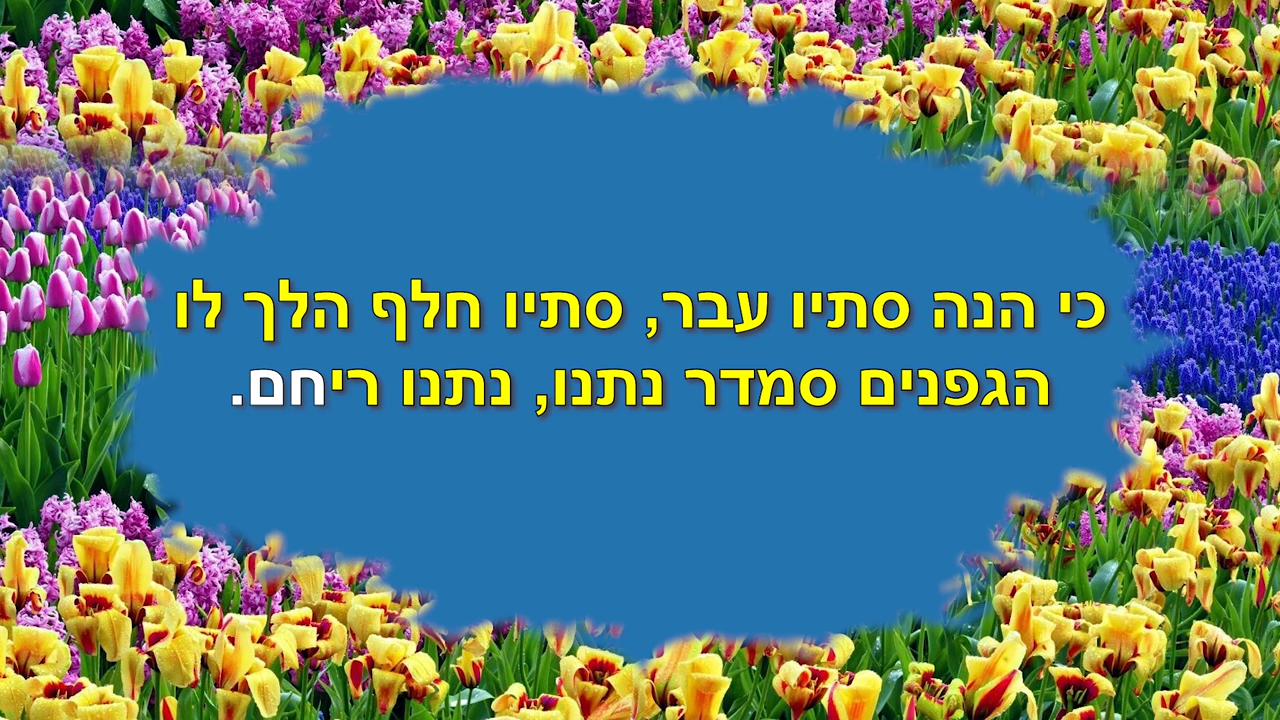 כי הנה סתיו עבר, סתיו חלף הלך לו
הגפנים סמדר נתנו, נתנו ריחם.